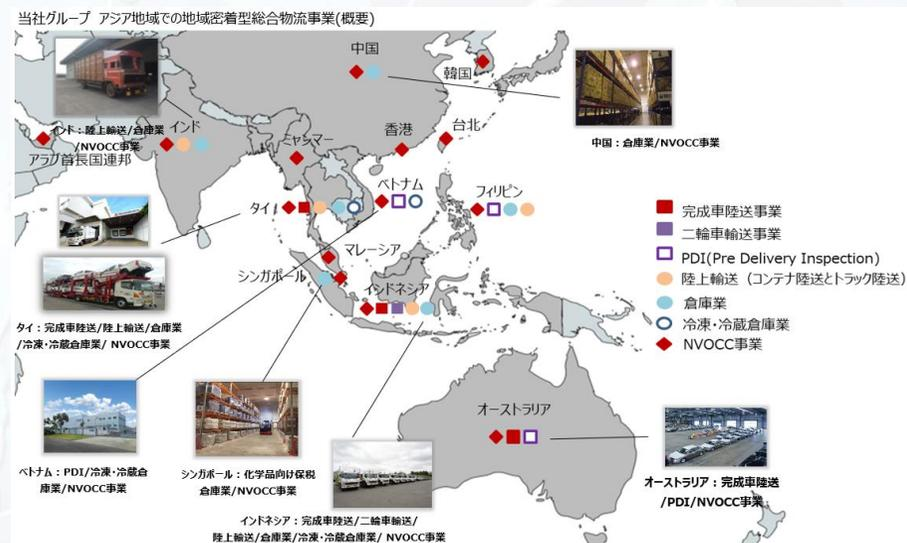 当社グループ アジア地域での地域密着型総合物流事業(概要)
中国
韓国
インド：陸上輸送/倉庫業
/NVOCC事業
インド
アラブ首長国連邦
ミャンマー
香港
台北
中国：倉庫業/NVOCC事業
タイ
ベトナム
フィリピン
マレーシア
シンガポール
インドネシア
完成車陸送事業
二輪車輸送事業
PDI(Pre Delivery Inspection)
陸上輸送（コンテナ陸送とトラック陸送）
倉庫業
冷凍・冷蔵倉庫業
NVOCC事業
タイ：完成車陸送/陸上輸送/倉庫業
/冷凍・冷蔵倉庫業/ NVOCC事業
オーストラリア
ベトナム：PDI/冷凍・冷蔵倉
庫業/NVOCC事業
シンガポール：化学品向け保税
倉庫業/NVOCC事業
インドネシア：完成車陸送/二輪車輸送/
陸上輸送/倉庫業/冷凍・冷蔵倉庫業/ NVOCC事業
オーストラリア：完成車陸送
/PDI/NVOCC事業